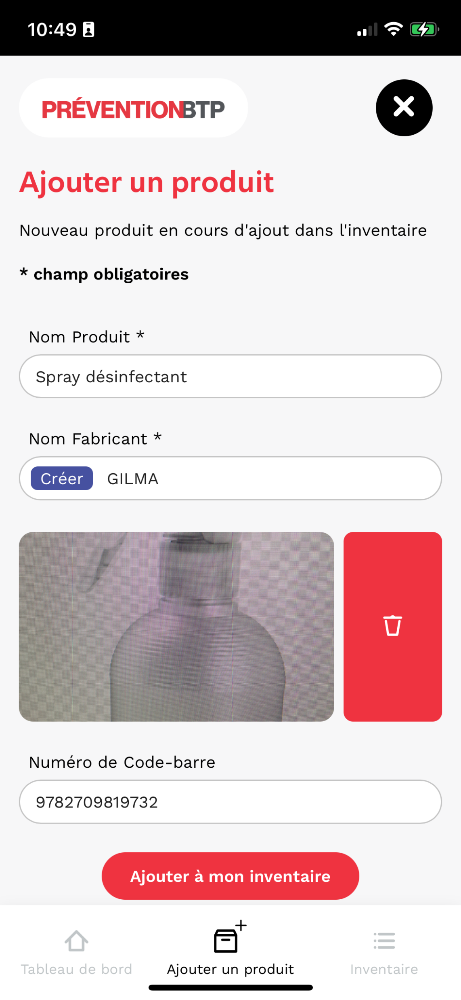 10:49
PRÉVENTIONBTP
Ajouter un produit
Nouveau produit en cours d'ajout dans l'inventaire
* champ obligatoires
Nom Produit *
Spray désinfectant
Nom Fabricant *
Créer GILMA
Numéro de Code-barre
9782709819732
Ajouter à mon inventaire
Tableau de bord
Ajouter un produit
Inventaire